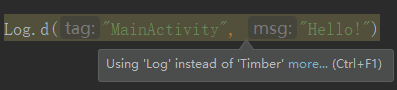 Log.d(tag: "MainActivity", msg: "Hello!")
Using 'Log' instead of 'Timber' more... (Ctrl+F1)